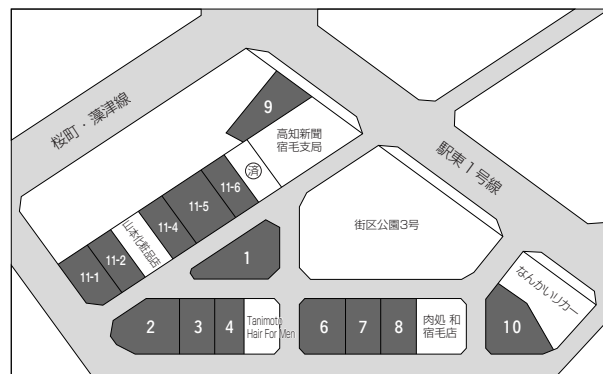 桜町・藻津線
9
高知新聞
宿毛支局
駅東1号線
㊡
11-6
11-5
11-4
山本化粧品店
11-2
11-1
街区公園3号
1
なんかいリカー
2
3
4
Tanimoto
Hair For Men
6
7
8
肉処 和
宿毛店
10